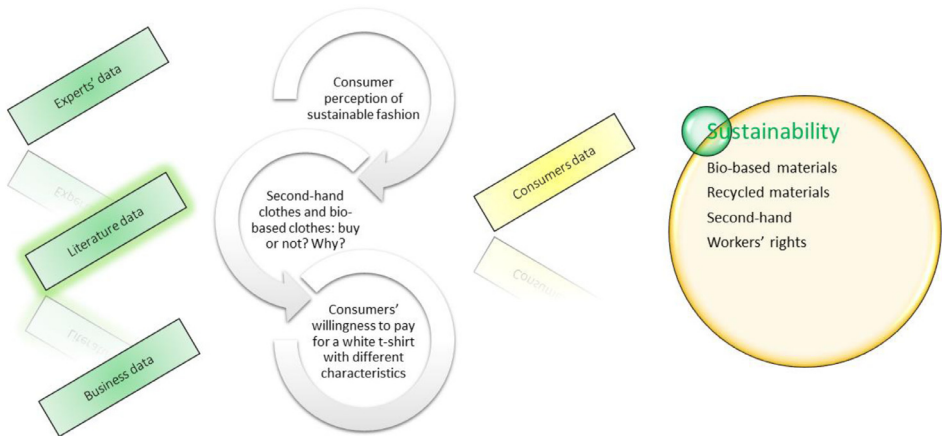 Experts' data
Literature data
Business data
Consumer
perception of
sustainable fashion
Second-hand
clothes and bio-
based clothes: buy
or not? Why?
Consumers'
willingness to pay
for a white t-shirt
with different
characteristics
Consumers data
Sustainability
Bio-based materials
Recycled materials
Second-hand
Workers' rights